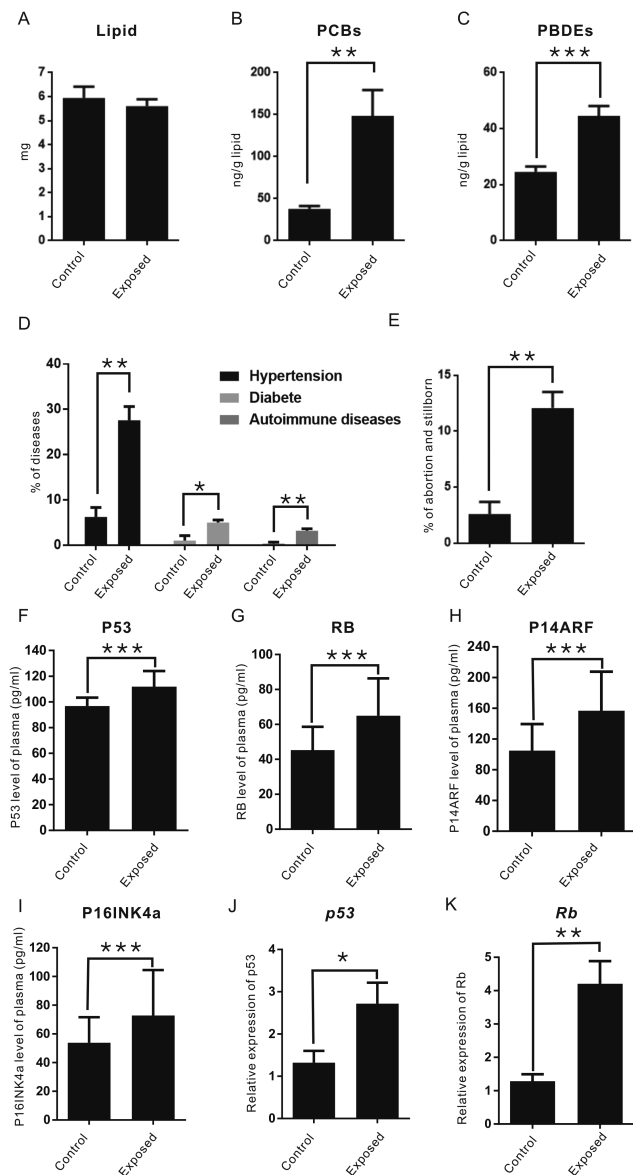 A
Lipid
mg
7
6
5
4
3
2
1
0
Control
Exposed
B
PCBs
**
ng/g lipid
200
150
100
50
0
Control
Exposed
C
PBDEs
***
ng/g lipid
60
40
20
0
Control
Exposed
D
% of diseases
40
30
20
10
0
**
*
**
Hypertension
Diabete
Autoimmune diseases
Control
Exposed
Control
Exposed
Control
Exposed
E
% of abortion and stillborn
15
10
5
0
**
Control
Exposed
F
P53
***
P53 level of plasma (pg/ml)
140
120
100
80
60
40
20
0
Control
Exposed
G
RB
***
RB level of plasma (pg/ml)
100
80
60
40
20
0
Control
Exposed
H
P14ARF
***
P14ARF level of plasma (pg/ml)
240
200
160
120
80
40
0
Control
Exposed
I
P16INK4a
***
P16INK4a level of plasma (pg/ml)
120
100
80
60
40
20
0
Control
Exposed
J
p53
*
Relative expression of p53
4
3
2
1
0
Control
Exposed
K
Rb
**
Relative expression of Rb
5
4
3
2
1
0
Control
Exposed